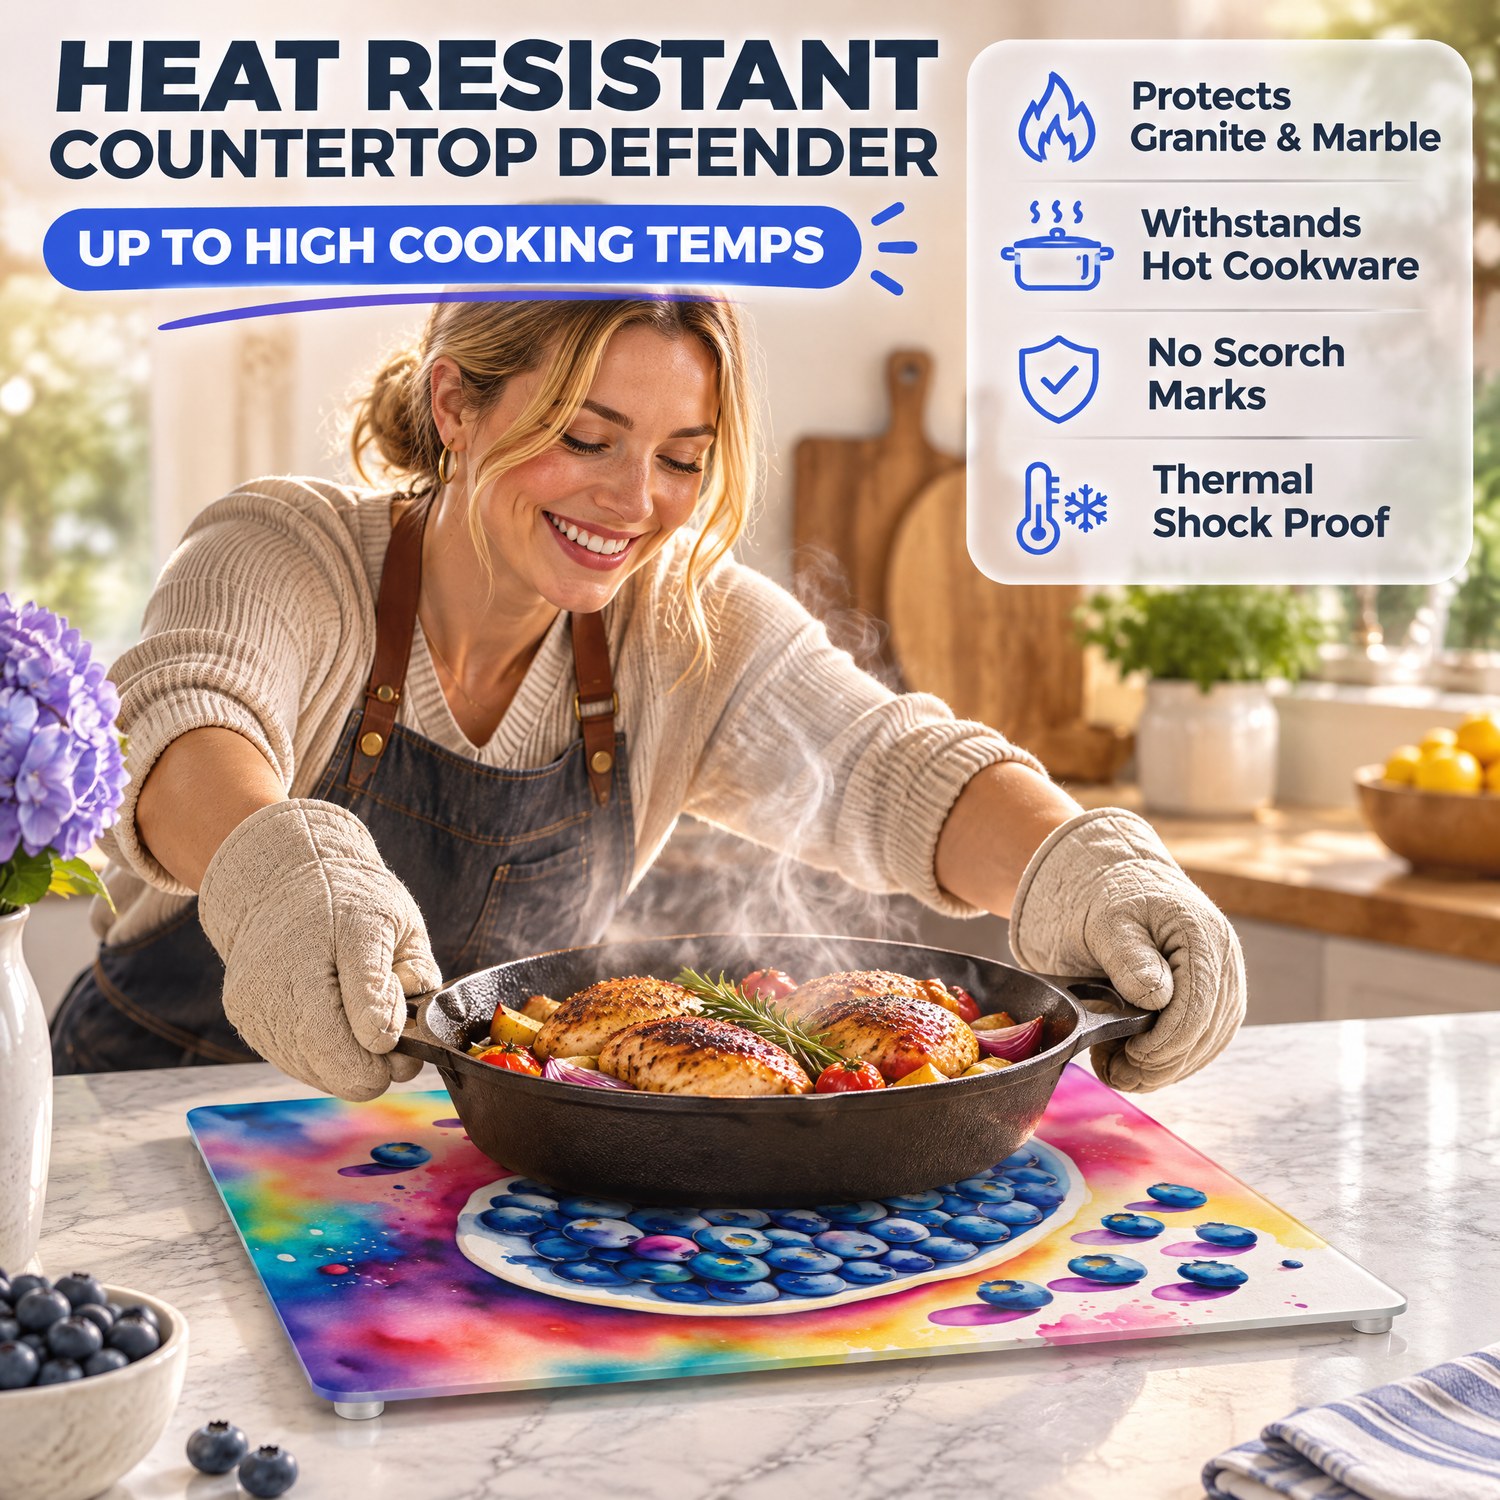 HEAT RESISTANT
COUNTERTOP DEFENDER
UP TO HIGH COOKING TEMPS
Protects
Granite & Marble
Withstands
Hot Cookware
No Scorch
Marks
Thermal
Shock Proof